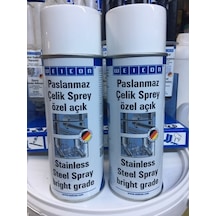 WEICON
Paslanmaz
Çelik Sprey
özel açık
Stainless
Steel Spray
bright grade
WEICON
Paslanmaz
Çelik Sprey
özel açık
Stainless
Steel Spray
bright grade